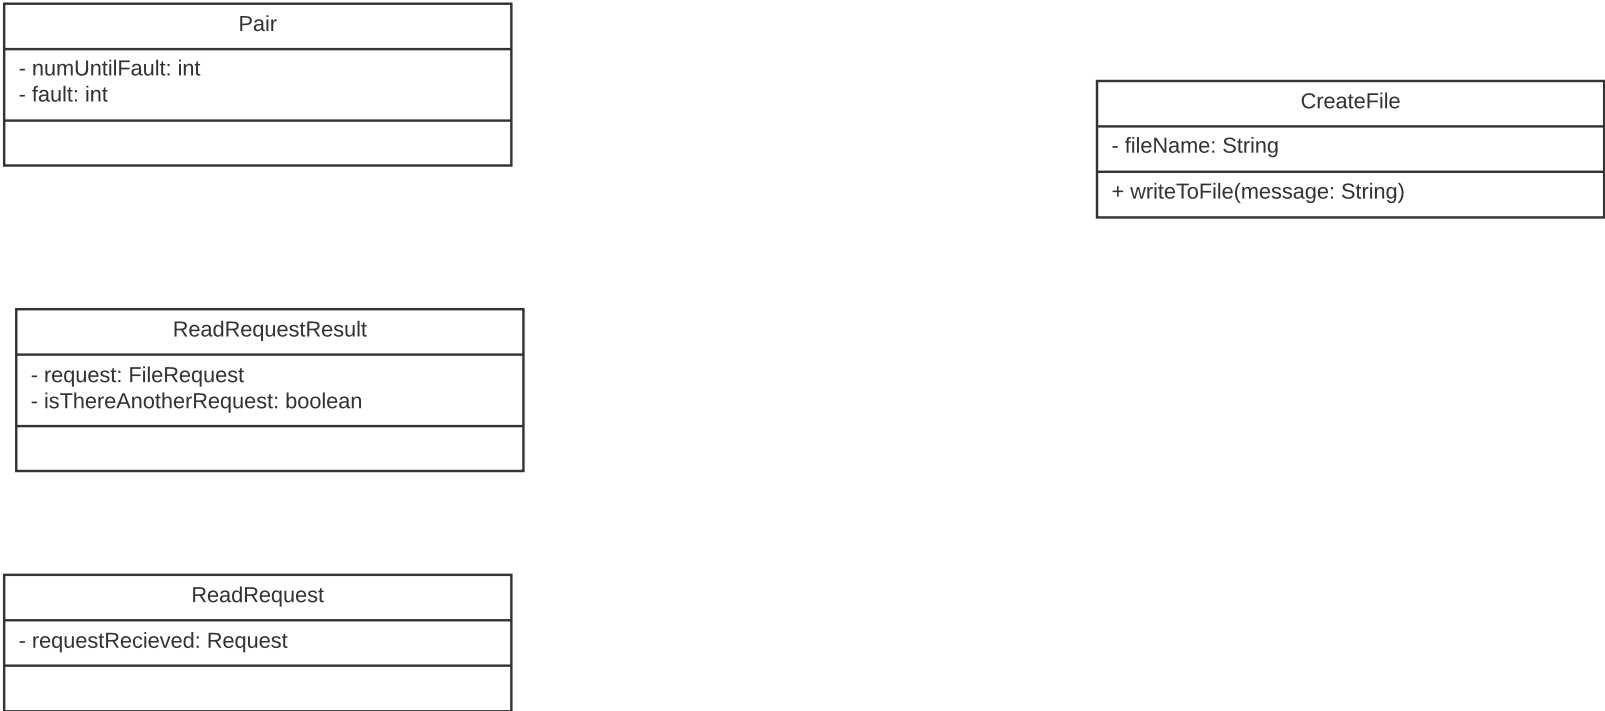 Pair
- numUntilFault: int
- fault: int
CreateFile
- fileName: String
+ writeToFile(message: String)
ReadRequestResult
- request: FileRequest
- isThereAnotherRequest: boolean
ReadRequest
- requestRecieved: Request